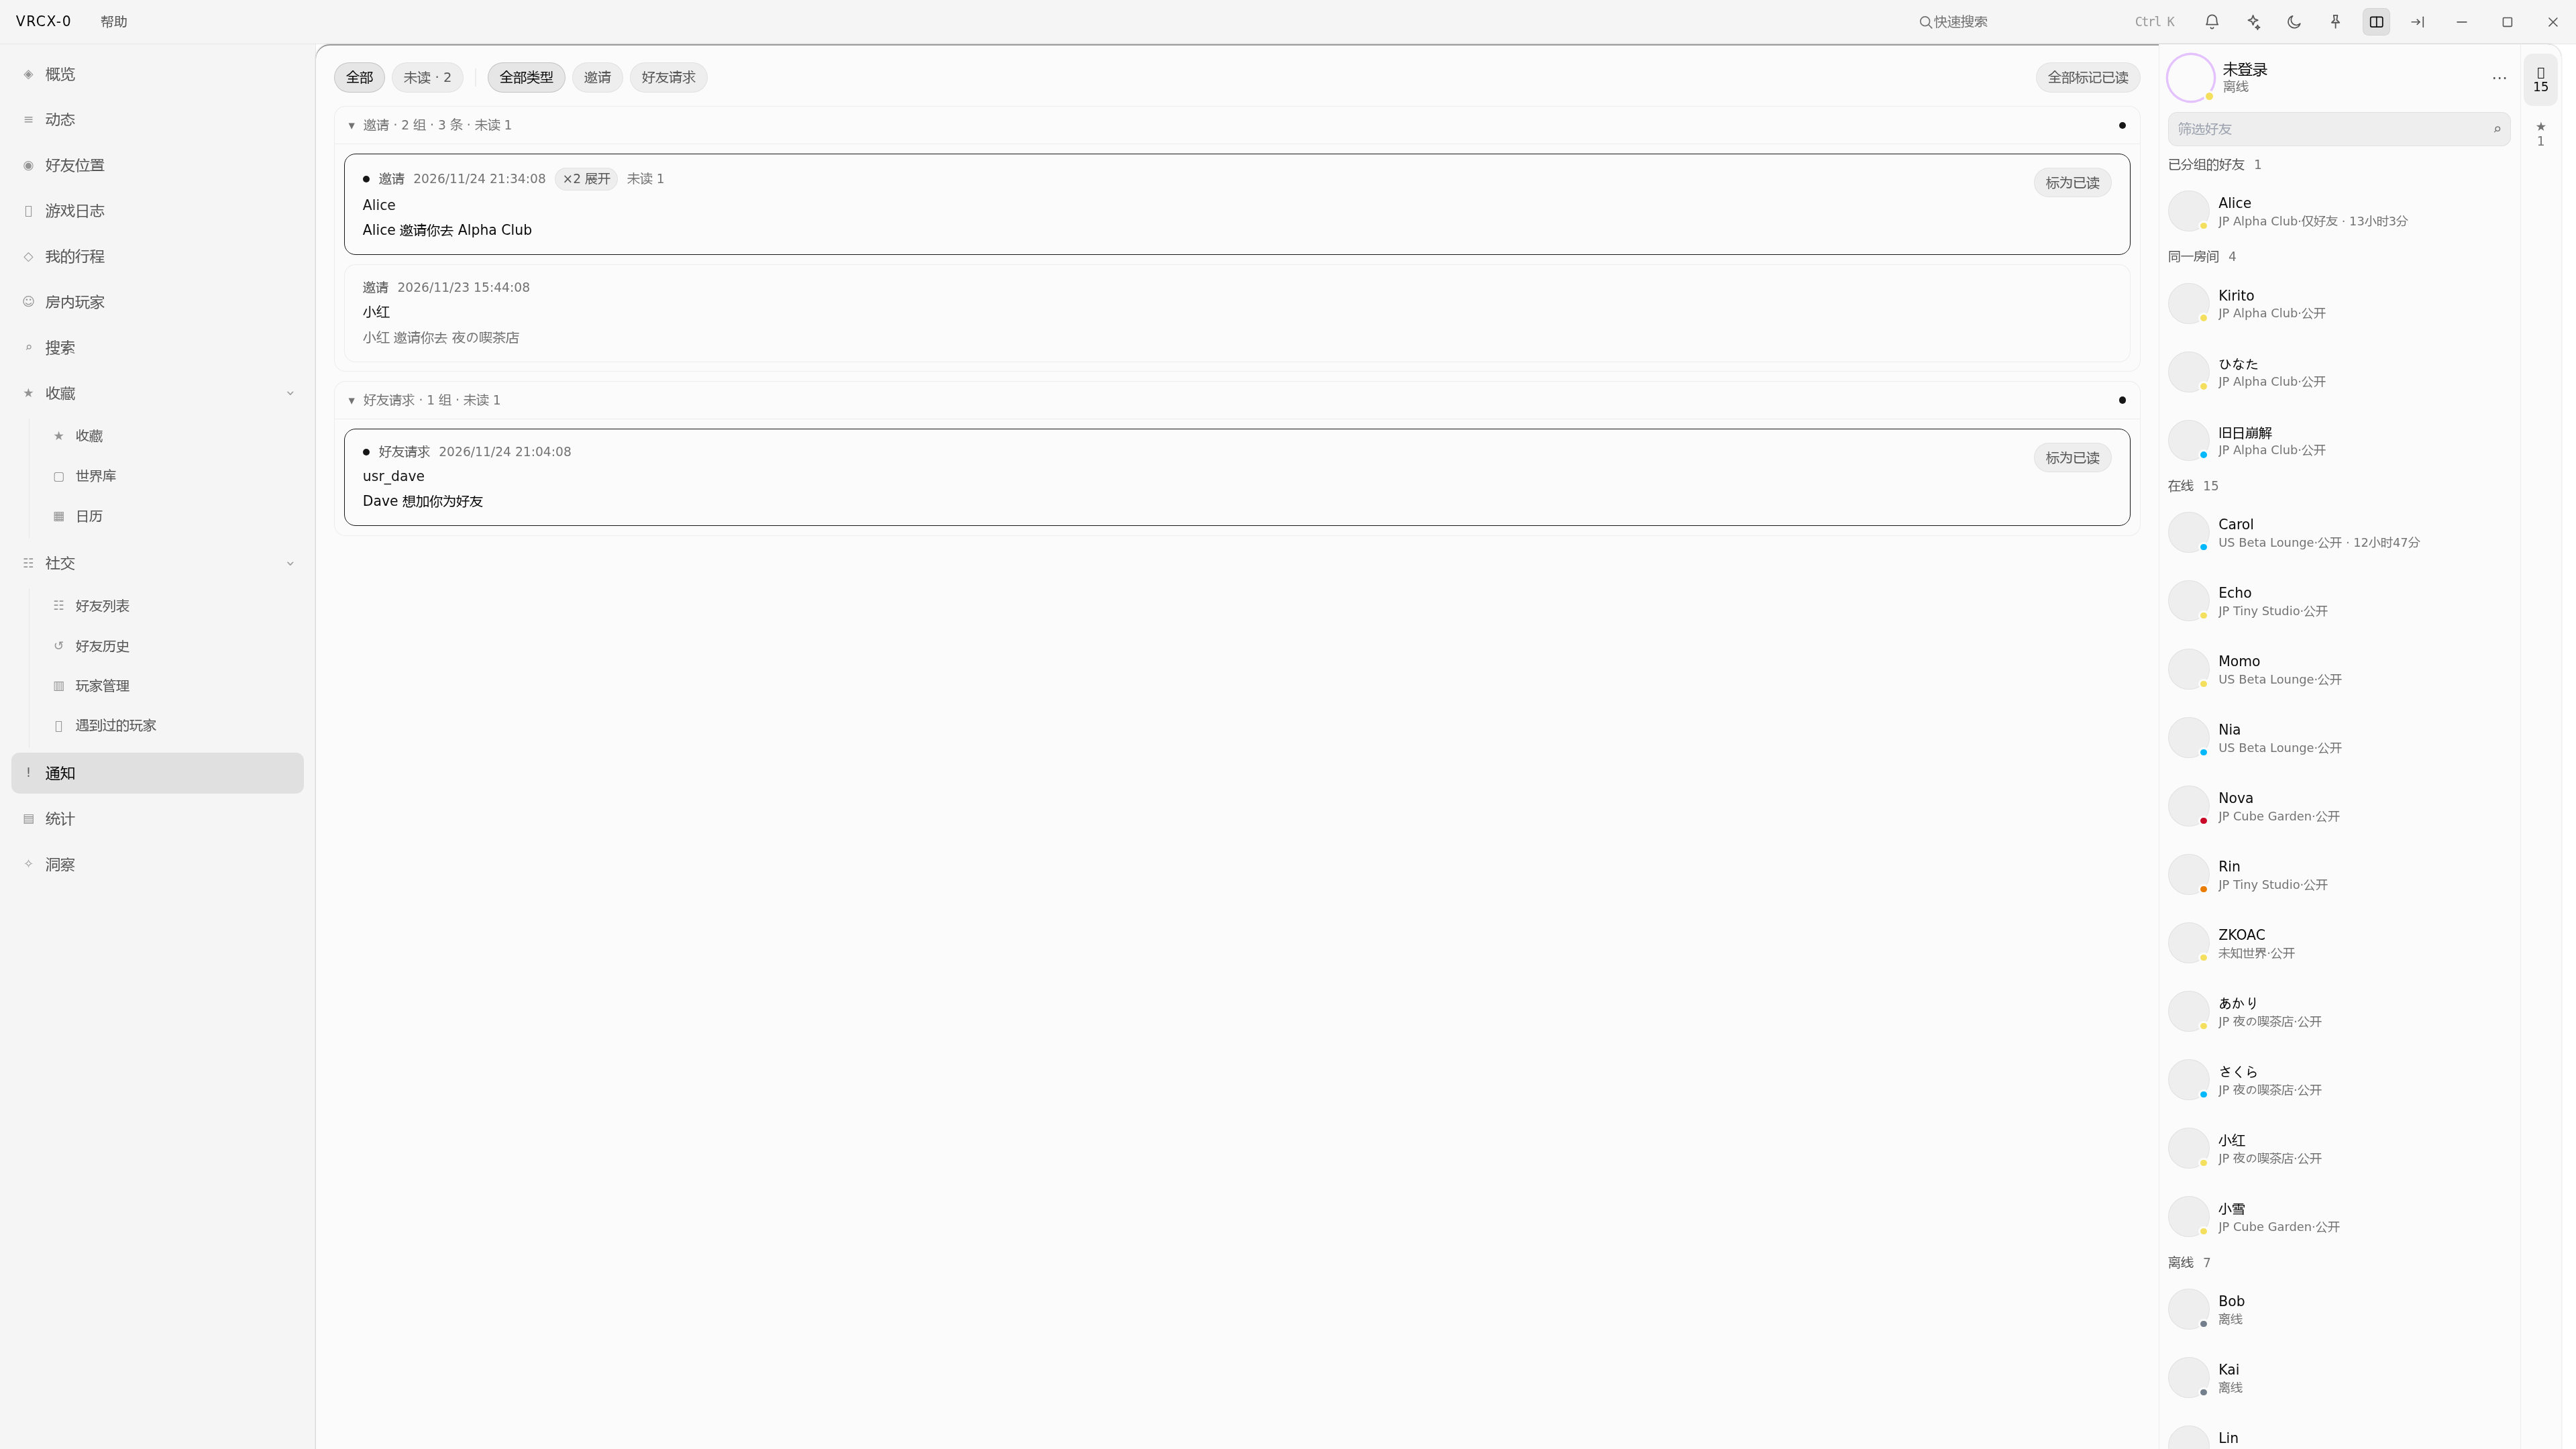 VRCX-0
帮助
快速搜索
Ctrl K
概览
动态
好友位置
游戏日志
我的行程
房内玩家
搜索
收藏
收藏
世界库
日历
社交
好友列表
好友历史
玩家管理
遇到过的玩家
通知
统计
洞察
全部
未读 · 2
全部类型
邀请
好友请求
全部标记已读
邀请 · 2 组 · 3 条 · 未读 1
邀请 2026/11/24 21:34:08 ×2 展开 未读 1
标为已读
Alice
Alice 邀请你去 Alpha Club
邀请 2026/11/23 15:44:08
小红
小红 邀请你去 夜の喫茶店
好友请求 · 1 组 · 未读 1
好友请求 2026/11/24 21:04:08
标为已读
usr_dave
Dave 想加你为好友
未登录
离线
筛选好友
已分组的好友 1
Alice
JP Alpha Club·仅好友 · 13小时3分
同一房间 4
Kirito
JP Alpha Club·公开
ひなた
JP Alpha Club·公开
旧日崩解
JP Alpha Club·公开
在线 15
Carol
US Beta Lounge·公开 · 12小时47分
Echo
JP Tiny Studio·公开
Momo
US Beta Lounge·公开
Nia
US Beta Lounge·公开
Nova
JP Cube Garden·公开
Rin
JP Tiny Studio·公开
ZKOAC
未知世界·公开
あかり
JP 夜の喫茶店·公开
さくら
JP 夜の喫茶店·公开
小红
JP 夜の喫茶店·公开
小雪
JP Cube Garden·公开
离线 7
Bob
离线
Kai
离线
Lin
15
1